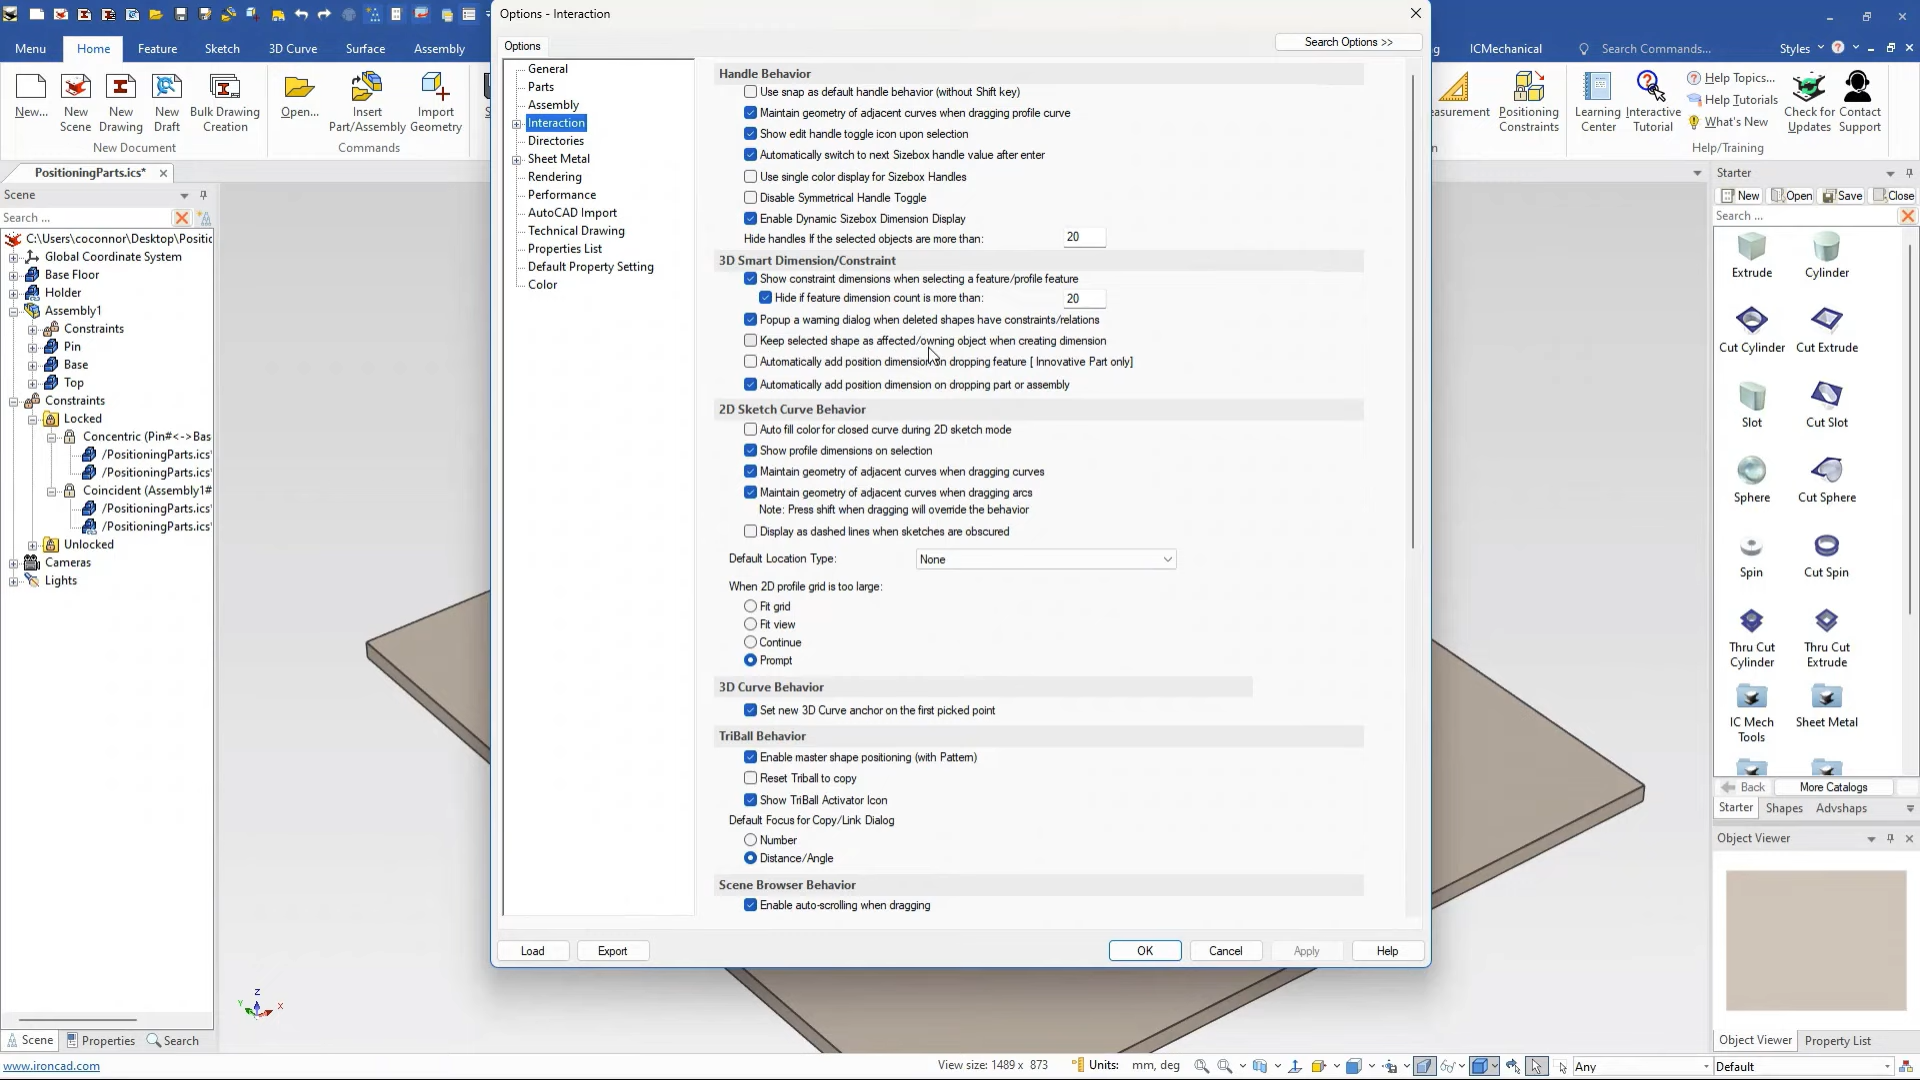 Menu
Home
Feature
Sketch
3D Curve
Surface
Assembly
ICMechanical
Search Commands...
Styles
New...
New Scene
New Drawing
New Draft
Bulk Drawing Creation
New Document
Open...
Insert Part/Assembly
Import Geometry
Commands
Positioning Constraints
Learning Center
Interactive Tutorial
Help Topics...
Help Tutorials
What's New
Check for Updates
Contact Support
Help/Training
PositioningParts.ics*
Scene
Search ...
C:\Users\coconnor\Desktop\Positic
Global Coordinate System
Base Floor
Holder
Assembly1
Constraints
Pin
Base
Top
Constraints
Locked
Concentric (Pin#<->Bas
/PositioningParts.ics'
/PositioningParts.ics'
Coincident (Assembly1#
/PositioningParts.ics'
/PositioningParts.ics'
Unlocked
Cameras
Lights
Z
Y
X
Scene
Properties
Search
www.ironcad.com
Options - Interaction
Options
Search Options >>
General
Parts
Assembly
Interaction
Directories
Sheet Metal
Rendering
Performance
AutoCAD Import
Technical Drawing
Properties List
Default Property Setting
Color
Handle Behavior
Use snap as default handle behavior (without Shift key)
Maintain geometry of adjacent curves when dragging profile curve
Show edit handle toggle icon upon selection
Automatically switch to next Sizebox handle value after enter
Use single color display for Sizebox Handles
Disable Symmetrical Handle Toggle
Enable Dynamic Sizebox Dimension Display
Hide handles If the selected objects are more than: 20
3D Smart Dimension/Constraint
Show constraint dimensions when selecting a feature/profile feature
Hide if feature dimension count is more than: 20
Popup a warning dialog when deleted shapes have constraints/relations
Keep selected shape as affected/owning object when creating dimension
Automatically add position dimension on dropping feature [ Innovative Part only]
Automatically add position dimension on dropping part or assembly
2D Sketch Curve Behavior
Auto fill color for closed curve during 2D sketch mode
Show profile dimensions on selection
Maintain geometry of adjacent curves when dragging curves
Maintain geometry of adjacent curves when dragging arcs
Note: Press shift when dragging will override the behavior
Display as dashed lines when sketches are obscured
Default Location Type: None
When 2D profile grid is too large:
Fit grid
Fit view
Continue
Prompt
3D Curve Behavior
Set new 3D Curve anchor on the first picked point
TriBall Behavior
Enable master shape positioning (with Pattern)
Reset Triball to copy
Show TriBall Activator Icon
Default Focus for Copy/Link Dialog
Number
Distance/Angle
Scene Browser Behavior
Enable auto-scrolling when dragging
Load
Export
OK
Cancel
Apply
Help
Starter
New
Open
Save
Close
Search ...
Extrude
Cylinder
Cut Cylinder
Cut Extrude
Slot
Cut Slot
Sphere
Cut Sphere
Spin
Cut Spin
Thru Cut Cylinder
Thru Cut Extrude
IC Mech Tools
Sheet Metal
Back
More Catalogs
Starter
Shapes
Advshaps
Object Viewer
Object Viewer
Property List
View size: 1489 x 873
Units: mm, deg
Any
Default